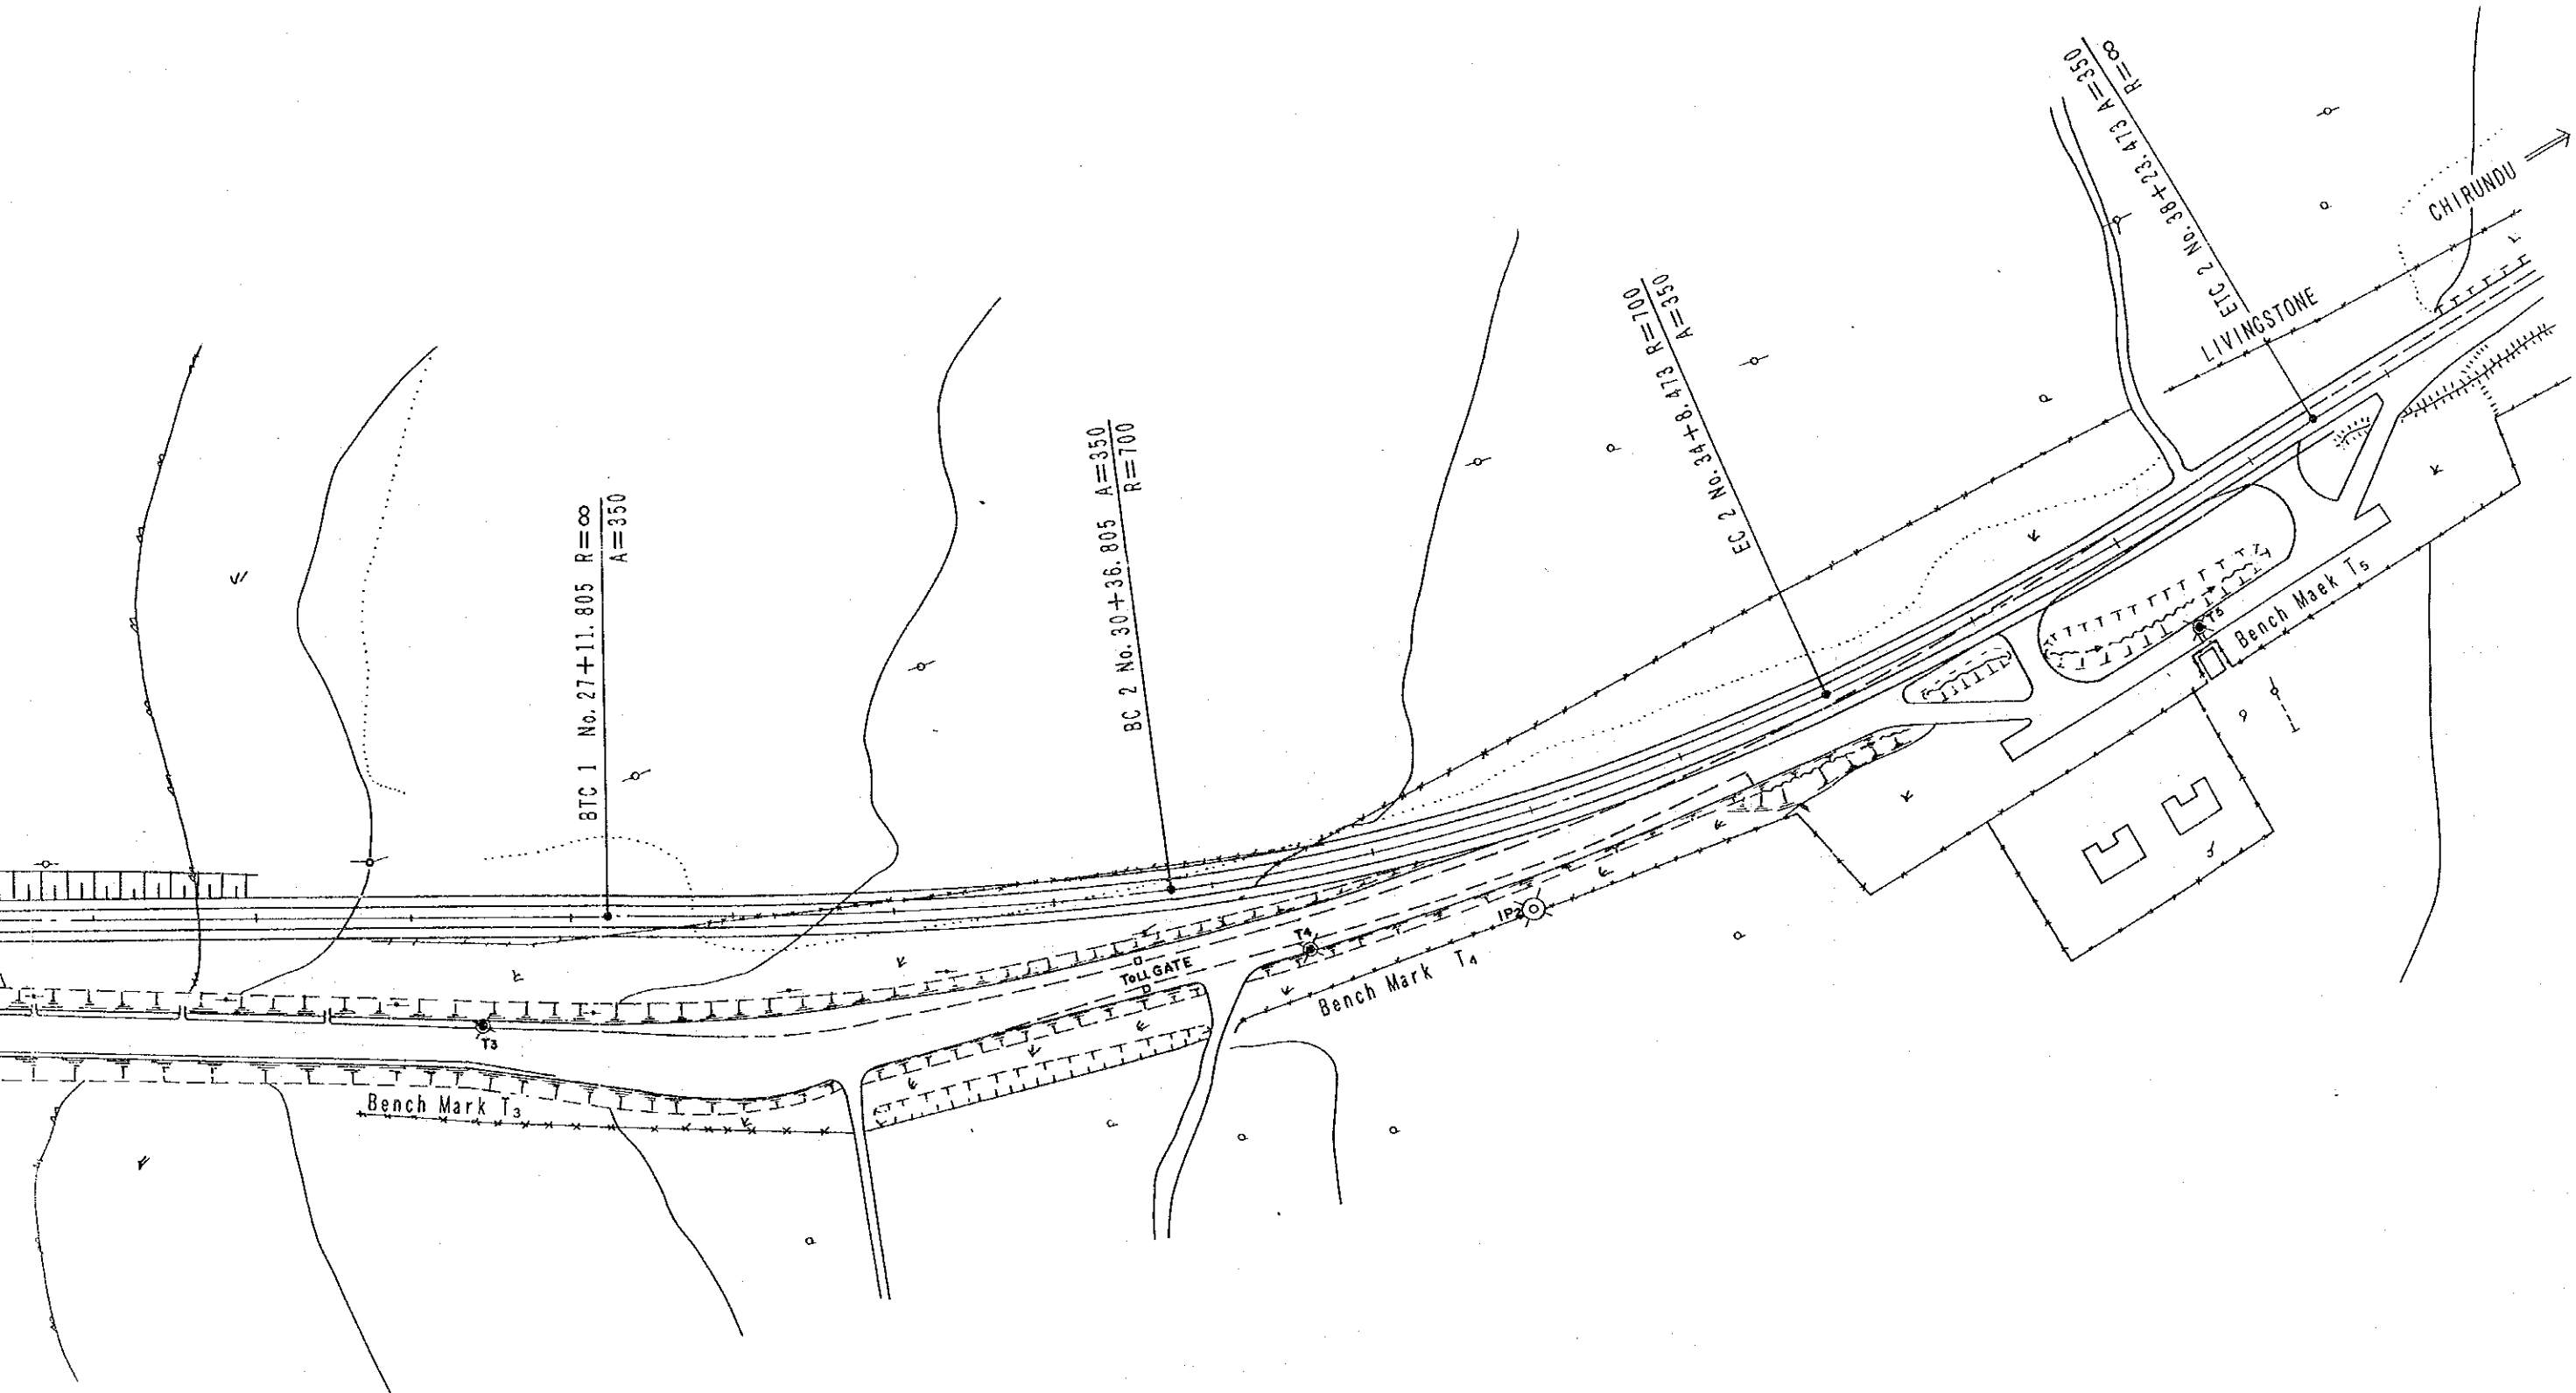 BTC 1 No. 27+11.805 R=∞
A=350
BC 2 No. 30+36.805 A=350
R=700
EC 2 No. 34+8.473 R=700
A=350
ETC 2 No. 38+23.473 A=350
R=∞
CHIRUNDU
LIVINGSTONE
Bench Maek T5
T5
IP2
T4
TOLL GATE
Bench Mark T4
T3
Bench Mark T3